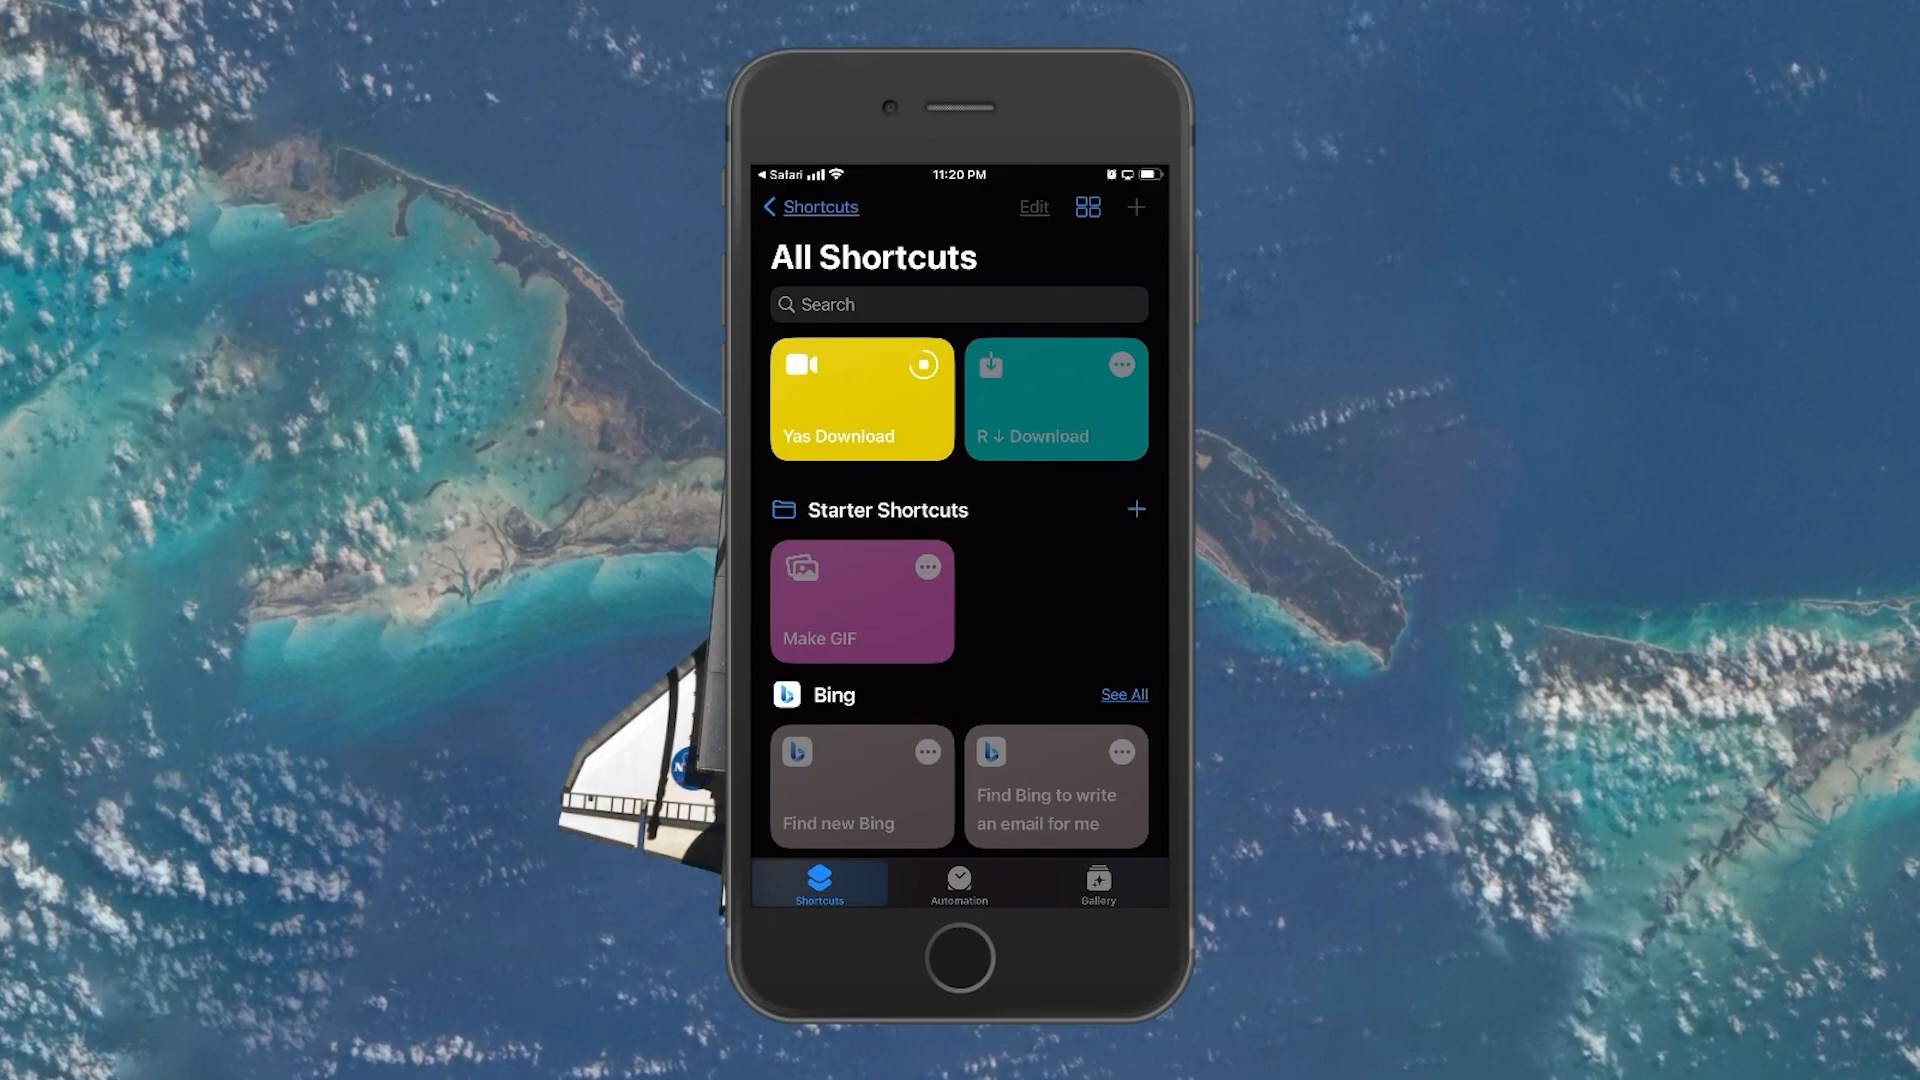 Safari
11:20 PM
Shortcuts
Edit
All Shortcuts
Search
Yas Download
R ↓ Download
Starter Shortcuts
Make GIF
Bing
See All
Find new Bing
Find Bing to write
an email for me
Shortcuts
Automation
Gallery